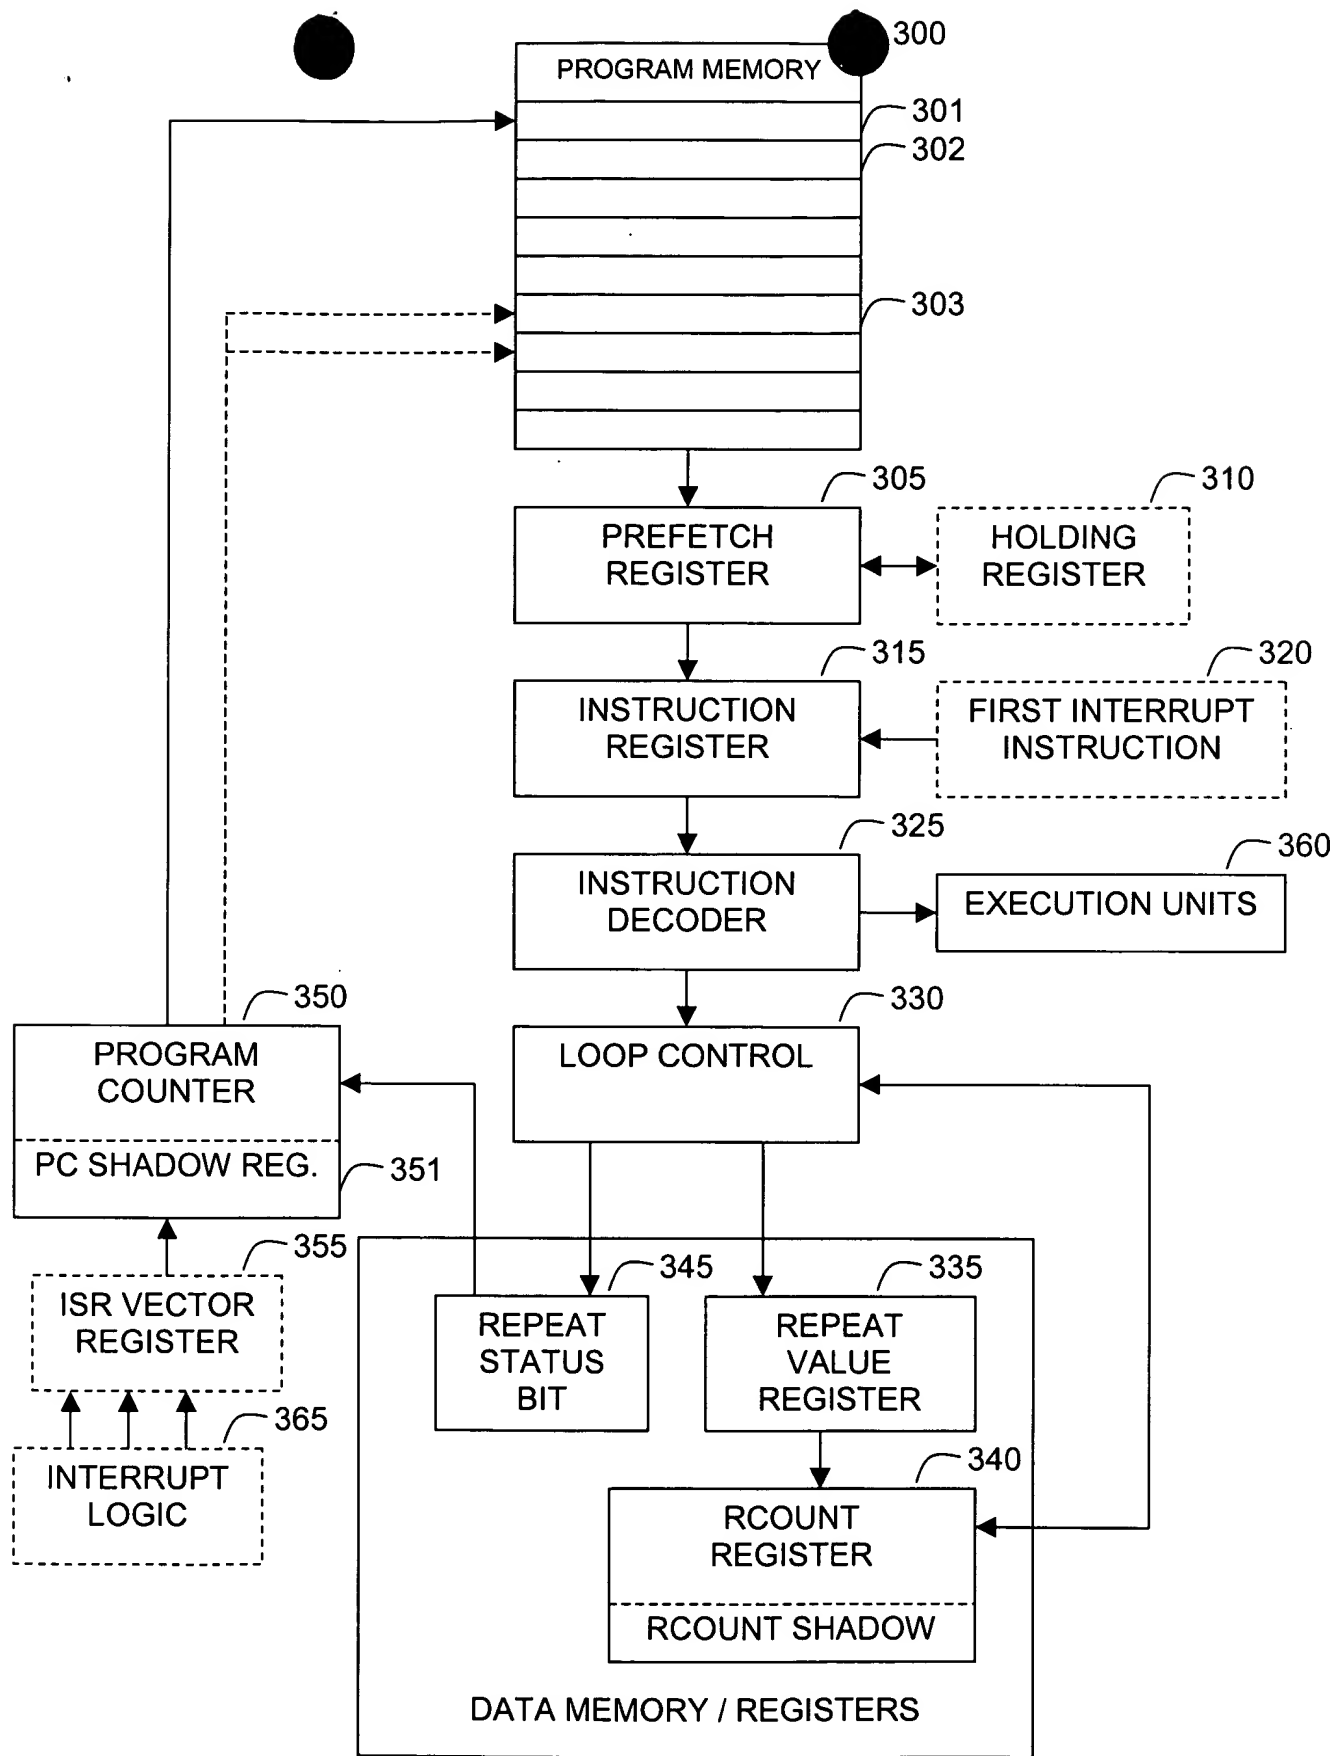 300
PROGRAM MEMORY
301
302
303
305
310
PREFETCH
REGISTER
HOLDING
REGISTER
315
320
INSTRUCTION
REGISTER
FIRST INTERRUPT
INSTRUCTION
325
360
INSTRUCTION
DECODER
EXECUTION UNITS
350
330
PROGRAM
COUNTER
LOOP CONTROL
PC SHADOW REG.
351
355
345
335
ISR VECTOR
REGISTER
REPEAT
STATUS
BIT
REPEAT
VALUE
REGISTER
365
340
INTERRUPT
LOGIC
RCOUNT
REGISTER
RCOUNT SHADOW
DATA MEMORY / REGISTERS